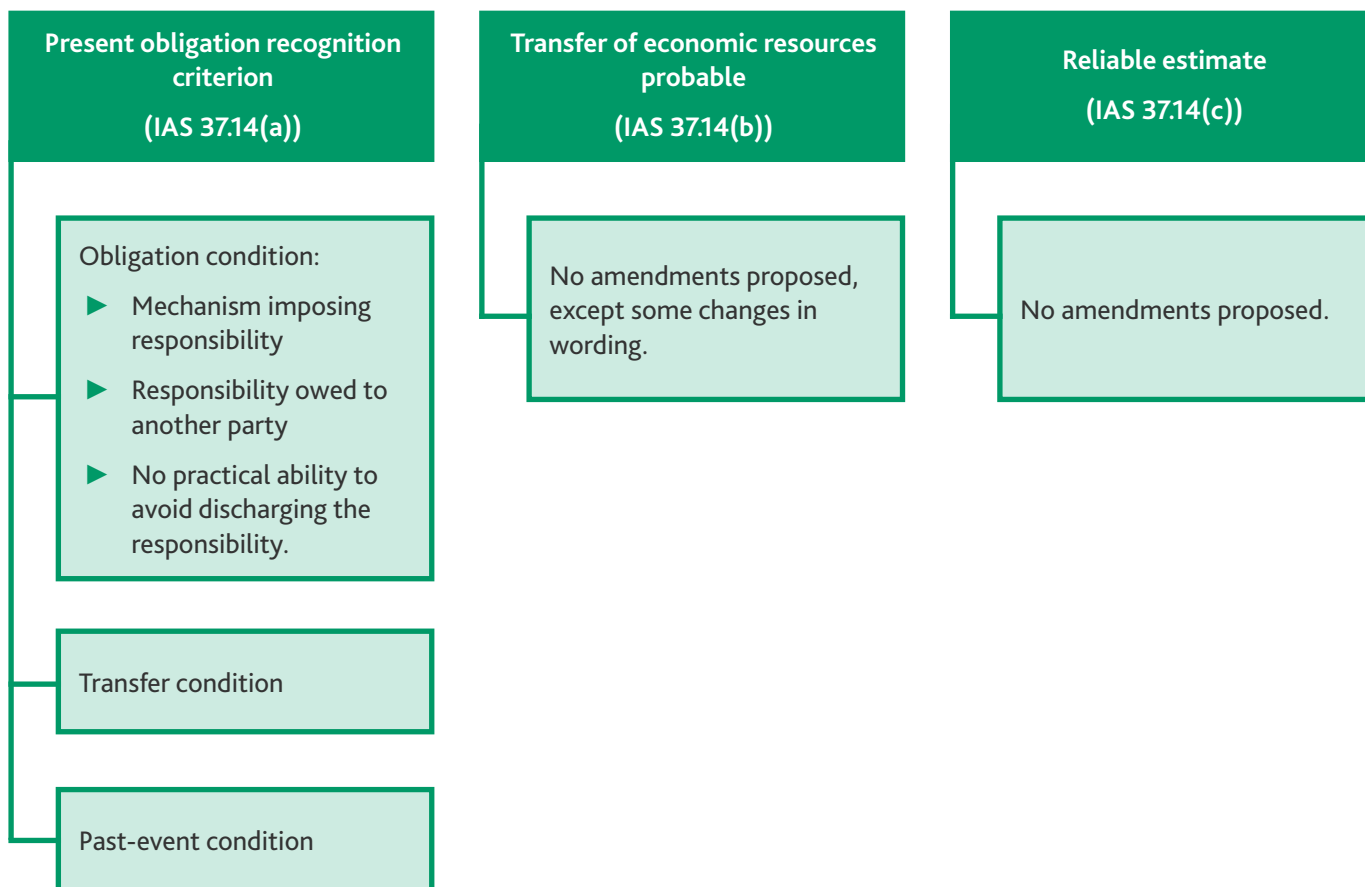 Present obligation recognition
criterion
(IAS 37.14(a))
Obligation condition:
► Mechanism imposing
responsibility
► Responsibility owed to
another party
► No practical ability to
avoid discharging the
responsibility.
Transfer condition
Past-event condition
Transfer of economic resources
probable
(IAS 37.14(b))
No amendments proposed,
except some changes in
wording.
Reliable estimate
(IAS 37.14(c))
No amendments proposed.